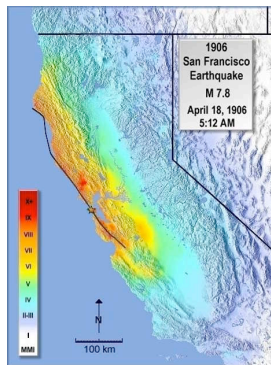 1906
San Francisco
Earthquake
M 7.8
April 18, 1906
5:12 AM
X+
IX
VIII
VII
VI
V
IV
II-III
I
MMI
N
100 km